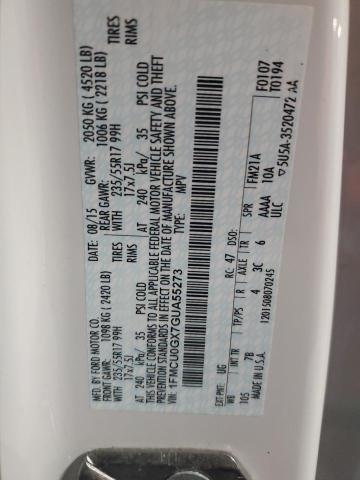 MFD. BY FORD MOTOR CO.
DATE: 08/15 GVWR: 2050 KG ( 4520 LB)
FRONT GAWR: 1098 KG (2420 LB) REAR GAWR: 1006 KG ( 2218 LB)
WITH 235/55R17 99H TIRES WITH 235/55R17 99H TIRES
17x7.5J RIMS 17x7.5J RIMS
AT 240 kPa/ 35 PSI COLD AT 240 kPa/ 35 PSI COLD
THIS VEHICLE CONFORMS TO ALL APPLICABLE FEDERAL MOTOR VEHICLE SAFETY AND THEFT PREVENTION
STANDARDS IN EFFECT ON THE DATE OF MANUFACTURE SHOWN ABOVE.
VIN: 1FMCU0GX7GUA55273
TYPE: MPV
F0107
T0194
EXT PNT: UG RC: 47 DSO:
WB INT TR TP/PS R AXLE TR SPR
105 7B 4 3C 6 AAAA FM21A
10A
ULC
MADE IN U.S.A. 1201508070245
5U5A-3520472 AA